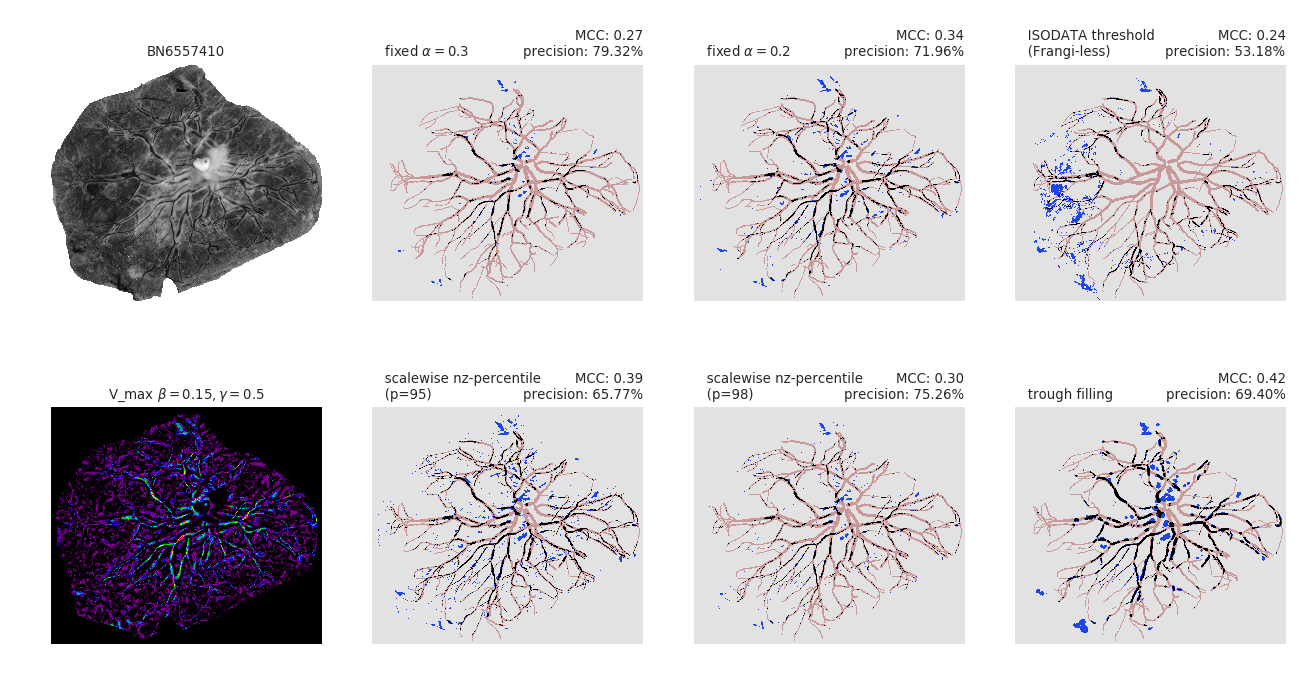 BN6557410
fixed α = 0.3
MCC: 0.27
precision: 79.32%
fixed α = 0.2
MCC: 0.34
precision: 71.96%
ISODATA threshold
(Frangi-less)
MCC: 0.24
precision: 53.18%
V_max β = 0.15, γ = 0.5
scalewise nz-percentile
(p=95)
MCC: 0.39
precision: 65.77%
scalewise nz-percentile
(p=98)
MCC: 0.30
precision: 75.26%
trough filling
MCC: 0.42
precision: 69.40%